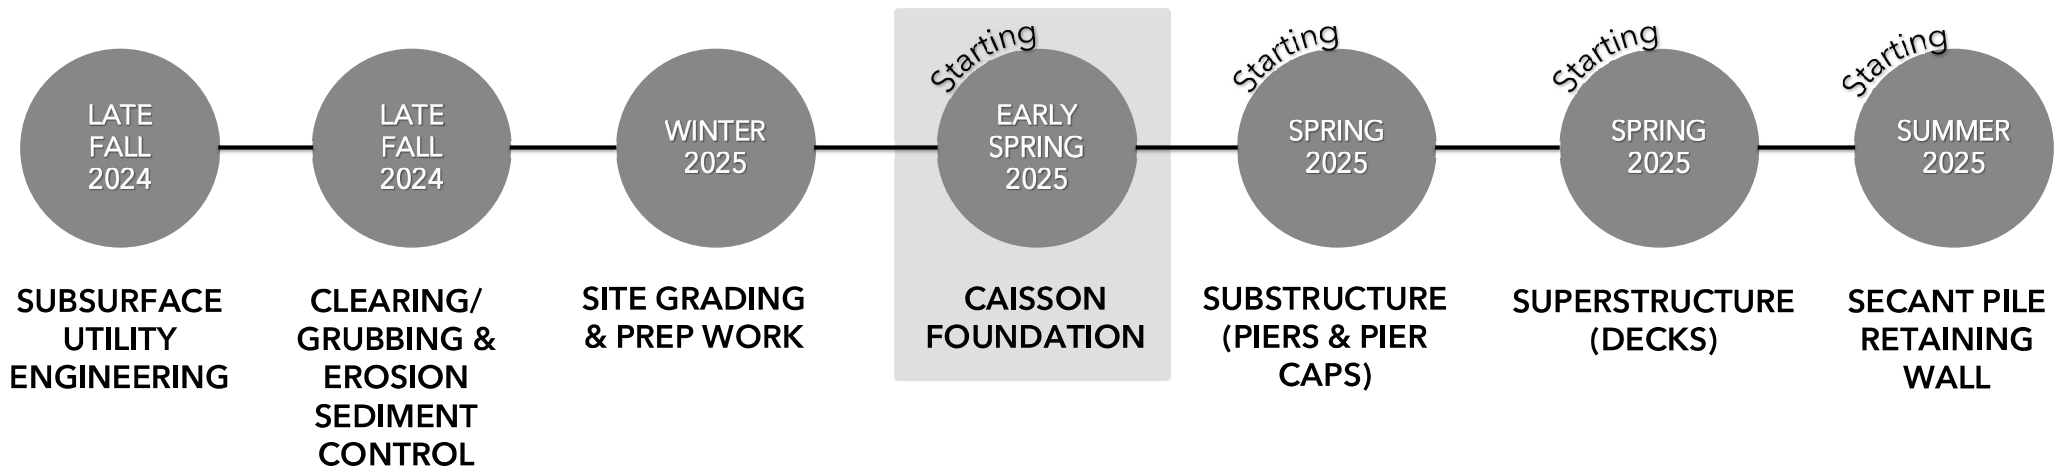 LATE
FALL
2024
SUBSURFACE
UTILITY
ENGINEERING
LATE
FALL
2024
CLEARING/
GRUBBING &
EROSION
SEDIMENT
CONTROL
WINTER
2025
SITE GRADING
& PREP WORK
Starting
EARLY
SPRING
2025
CAISSON
FOUNDATION
Starting
SPRING
2025
SUBSTRUCTURE
(PIERS & PIER
CAPS)
Starting
SPRING
2025
SUPERSTRUCTURE
(DECKS)
Starting
SUMMER
2025
SECANT PILE
RETAINING
WALL